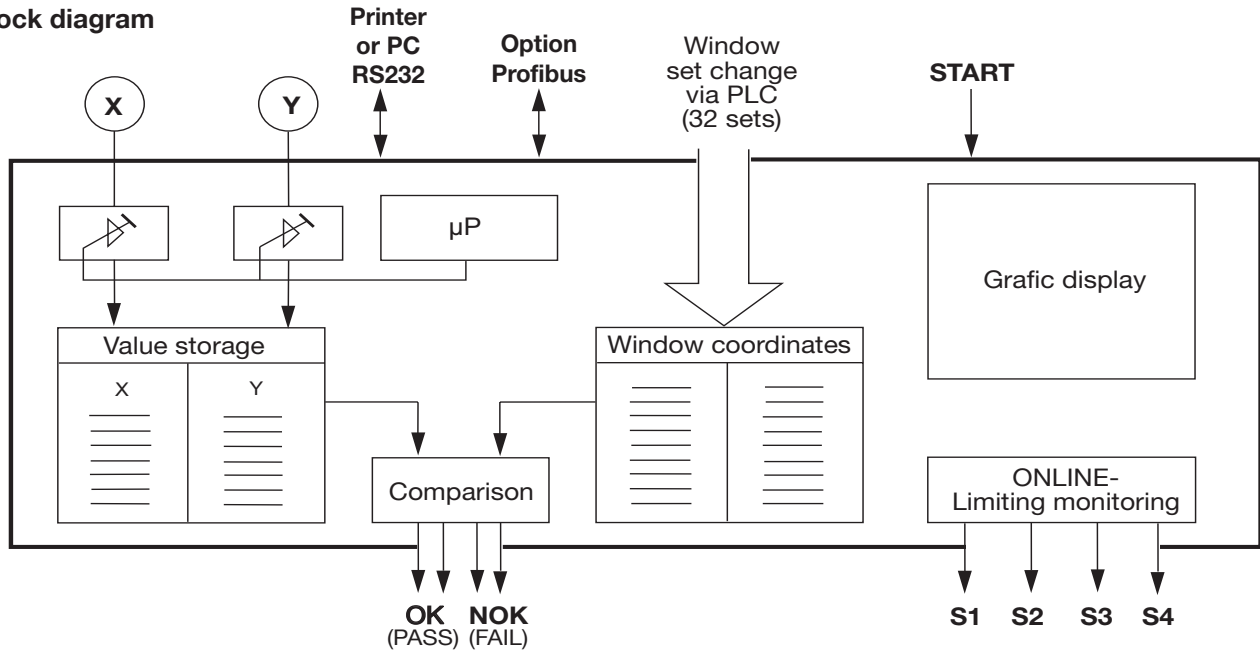 ock diagram
Printer
or PC
RS232
Option
Profibus
Window
set change
via PLC
(32 sets)
START
X
Y
µP
Grafic display
Value storage
X
Y
Window coordinates
Comparison
ONLINE-
Limiting monitoring
OK
(PASS)
NOK
(FAIL)
S1
S2
S3
S4